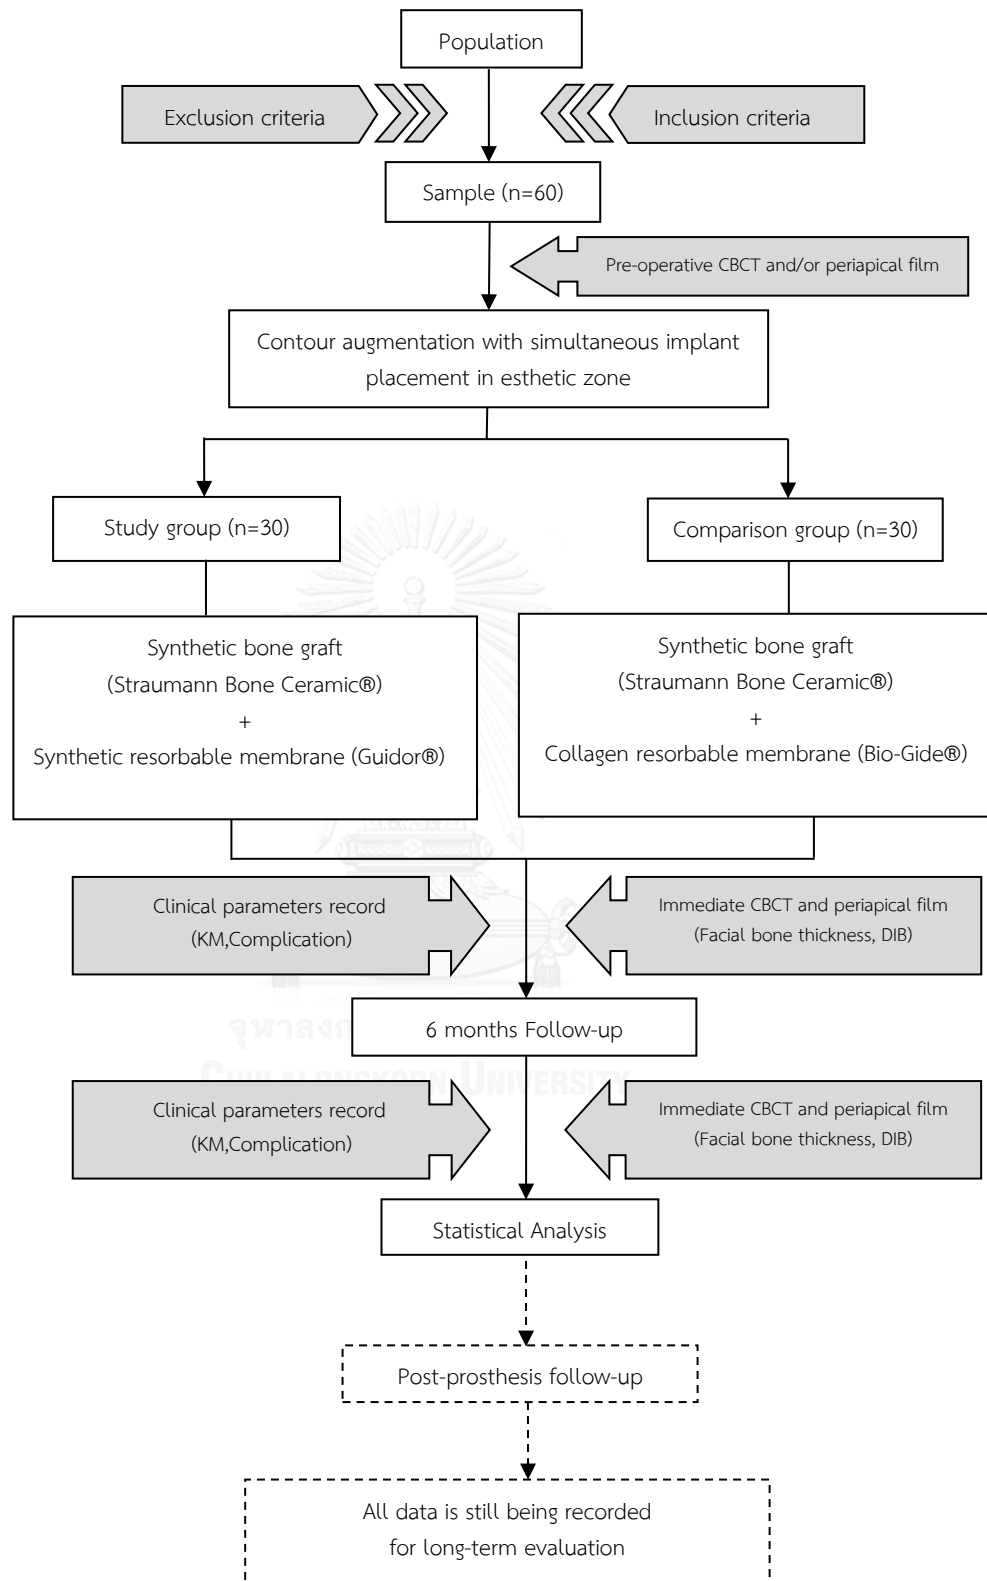 Population
Exclusion criteria
Inclusion criteria
Sample (n=60)
Pre-operative CBCT and/or periapical film
Contour augmentation with simultaneous implant
placement in esthetic zone
Study group (n=30)
Comparison group (n=30)
Synthetic bone graft
(Straumann Bone Ceramic®)
+
Synthetic resorbable membrane (Guidor®)
Synthetic bone graft
(Straumann Bone Ceramic®)
+
Collagen resorbable membrane (Bio-Gide®)
Clinical parameters record
(KM,Complication)
Immediate CBCT and periapical film
(Facial bone thickness, DIB)
6 months Follow-up
CHULALONGKORN UNIVERSITY
Clinical parameters record
(KM,Complication)
Immediate CBCT and periapical film
(Facial bone thickness, DIB)
Statistical Analysis
Post-prosthesis follow-up
All data is still being recorded
for long-term evaluation